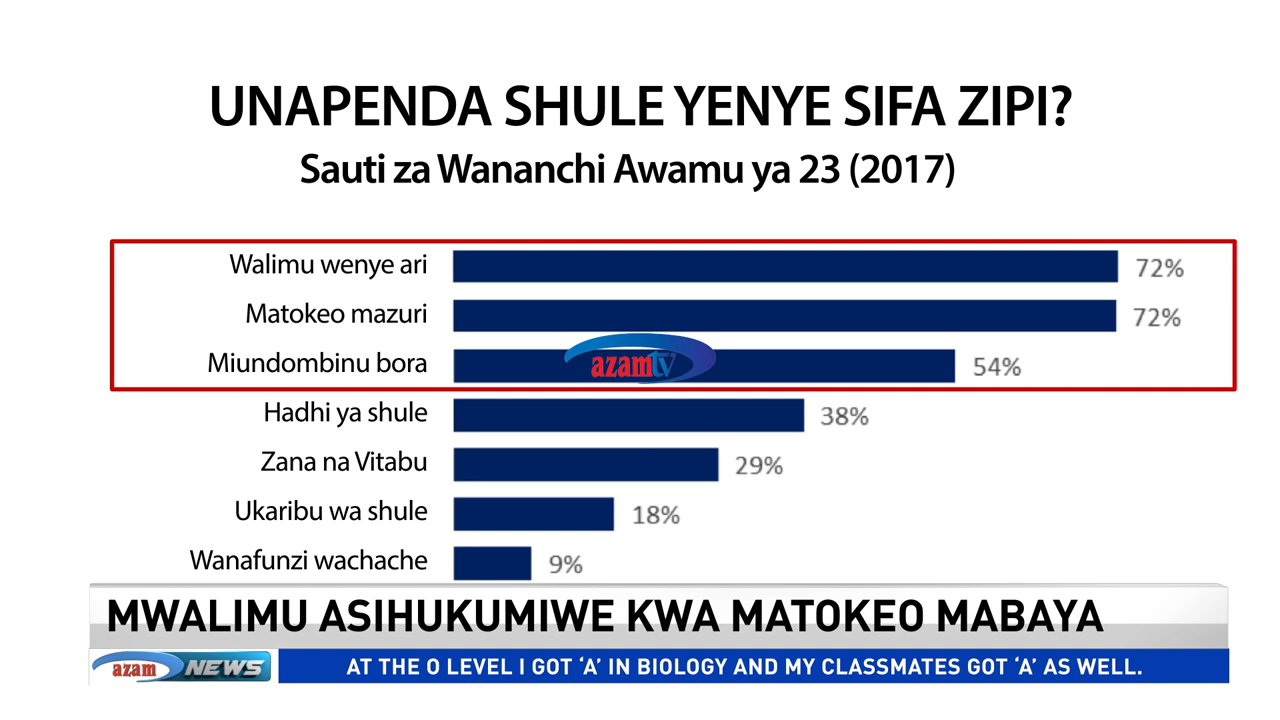 UNAPENDA SHULE YENYE SIFA ZIPI?
Sauti za Wananchi Awamu ya 23 (2017)
Walimu wenye ari 72%
Matokeo mazuri 72%
Miundombinu bora 54%
azamtv
Hadhi ya shule 38%
Zana na Vitabu 29%
Ukaribu wa shule 18%
Wanafunzi wachache 9%
MWALIMU ASIHUKUMIWE KWA MATOKEO MABAYA
azam NEWS AT THE O LEVEL I GOT ‘A’ IN BIOLOGY AND MY CLASSMATES GOT ‘A’ AS WELL.